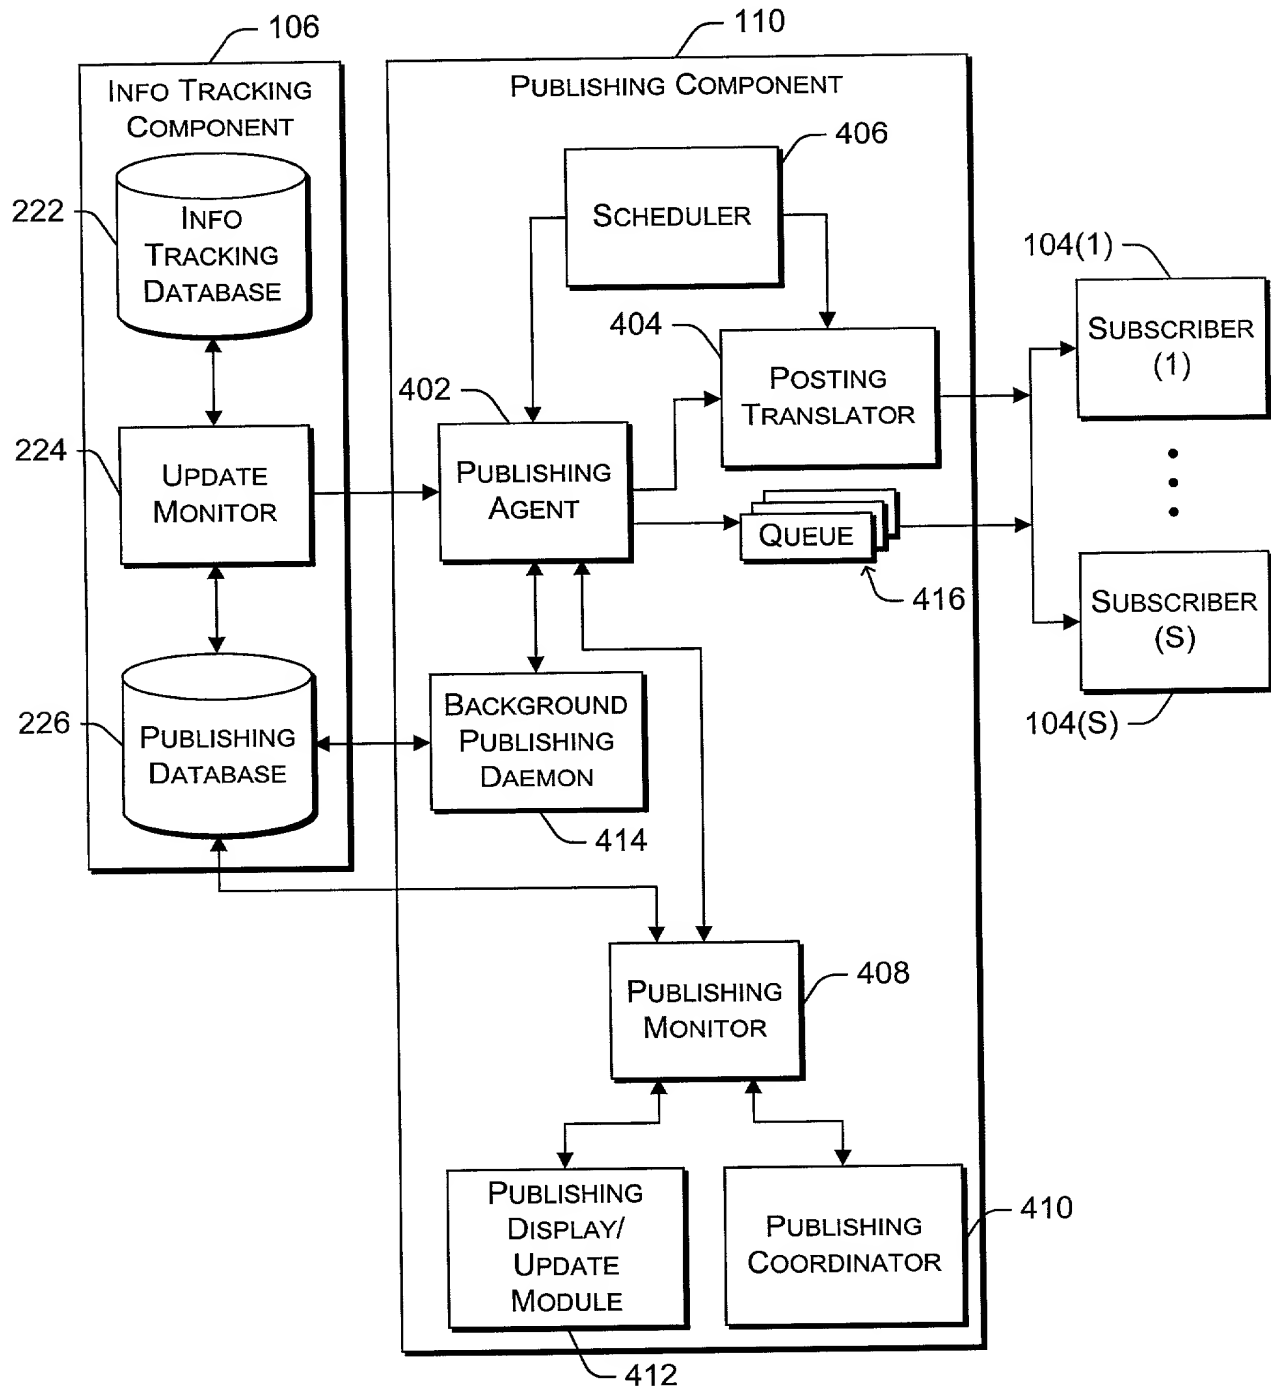 106
110
INFO TRACKING
COMPONENT
PUBLISHING COMPONENT
406
222
INFO
TRACKING
DATABASE
SCHEDULER
104(1)
404
SUBSCRIBER
(1)
402
POSTING
TRANSLATOR
224
UPDATE
MONITOR
PUBLISHING
AGENT
QUEUE
416
SUBSCRIBER
(S)
104(S)
226
PUBLISHING
DATABASE
BACKGROUND
PUBLISHING
DAEMON
414
PUBLISHING
MONITOR
408
PUBLISHING
DISPLAY/
UPDATE
MODULE
412
PUBLISHING
COORDINATOR
410